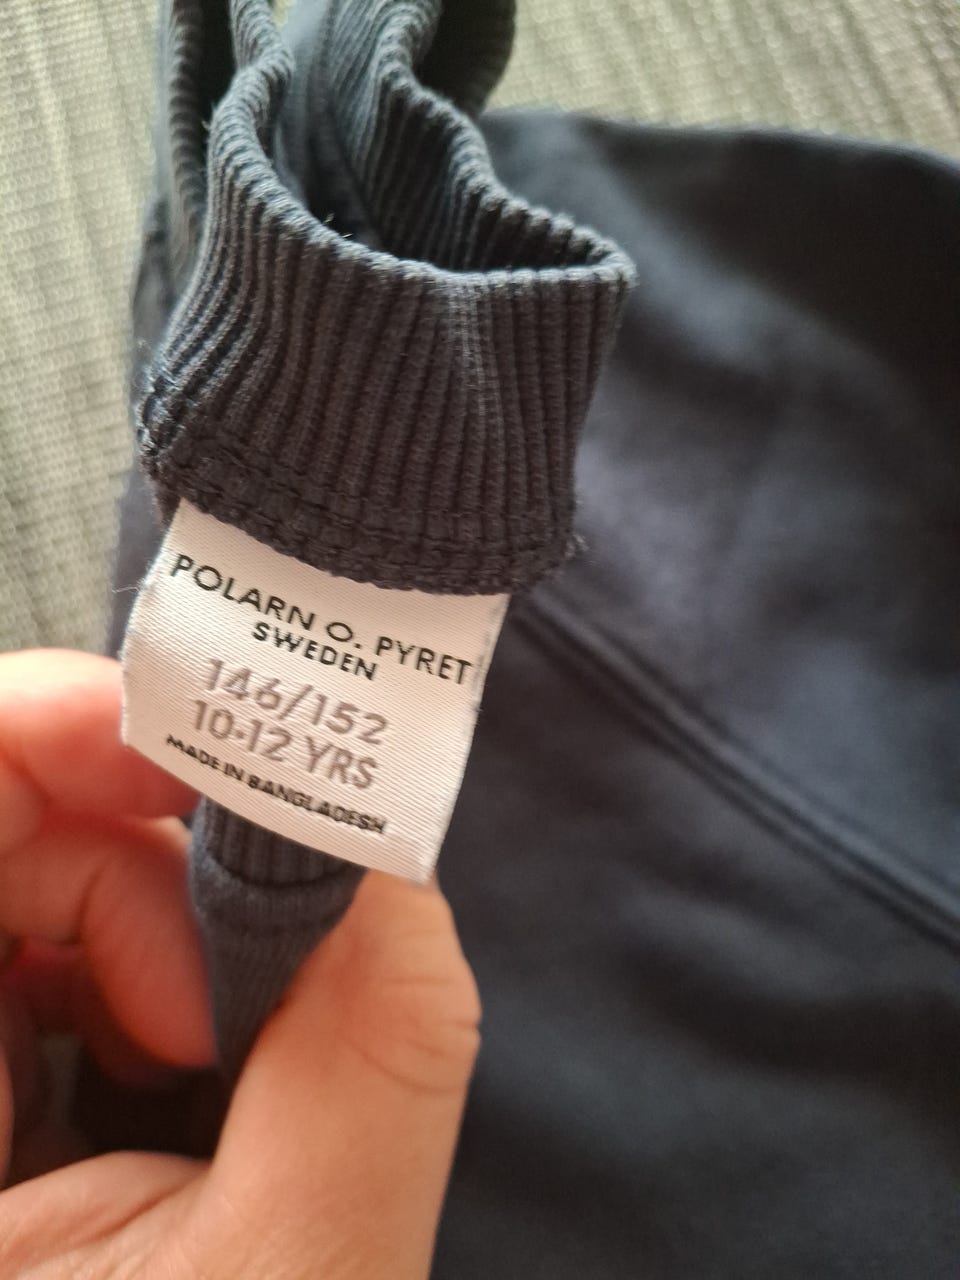 POLARN O. PYRET
SWEDEN
146/152
10-12 YRS
MADE IN BANGLADESH